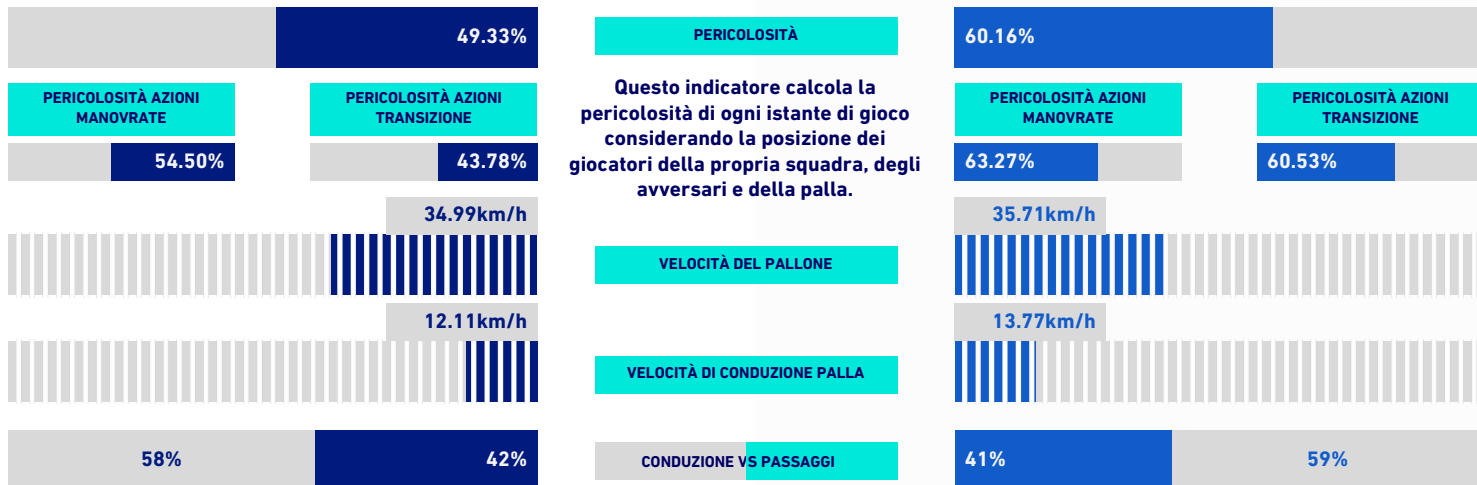 49.33%
PERICOLOSITÀ
60.16%
PERICOLOSITÀ AZIONI
MANOVRATE
PERICOLOSITÀ AZIONI
TRANSIZIONE
54.50%
43.78%
Questo indicatore calcola la
pericolosità di ogni istante di gioco
considerando la posizione dei
giocatori della propria squadra, degli
avversari e della palla.
PERICOLOSITÀ AZIONI
MANOVRATE
PERICOLOSITÀ AZIONI
TRANSIZIONE
63.27%
60.53%
34.99km/h
VELOCITÀ DEL PALLONE
35.71km/h
12.11km/h
VELOCITÀ DI CONDUZIONE PALLA
13.77km/h
58%
42%
CONDUZIONE VS PASSAGGI
41%
59%